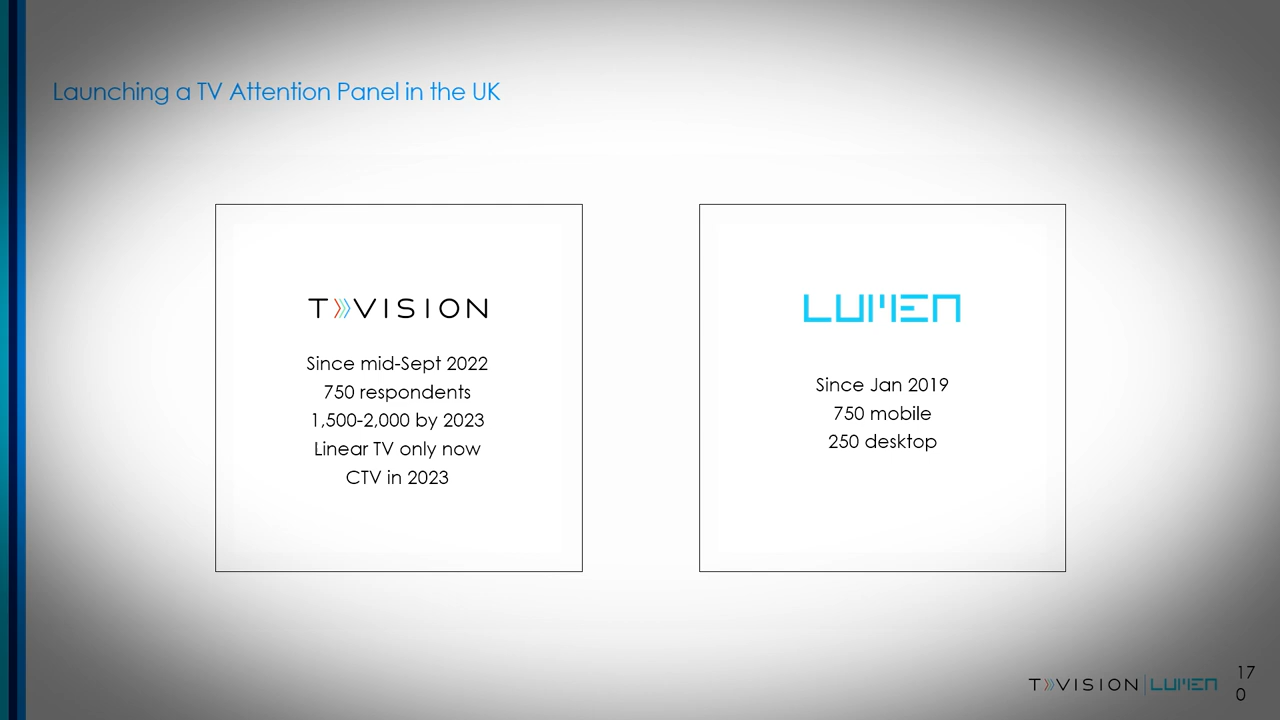 Launching a TV Attention Panel in the UK
TVISION
Since mid-Sept 2022
750 respondents
1,500-2,000 by 2023
Linear TV only now
CTV in 2023
LUMEN
Since Jan 2019
750 mobile
250 desktop
TVISION | LUMEN
17
0